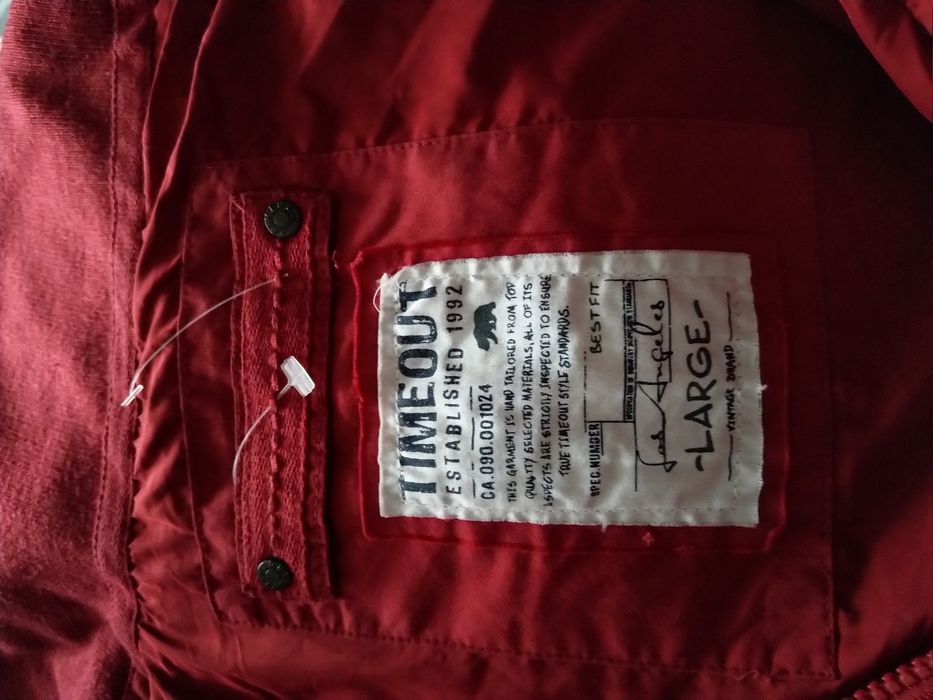 TIMEOUT
ESTABLISHED 1992
CA.090.001024
THIS GARMENT IS HAND TAILORED FROM TOP
QUALITY SELECTED MATERIALS, ALL OF ITS
ASPECTS ARE STRICTLY INSPECTED TO ENSURE
TRUE TIMEOUT STYLE STANDARDS.
SPEC.NUMBER BEST FIT
Los Angeles
-LARGE-
VINTAGE BRAND